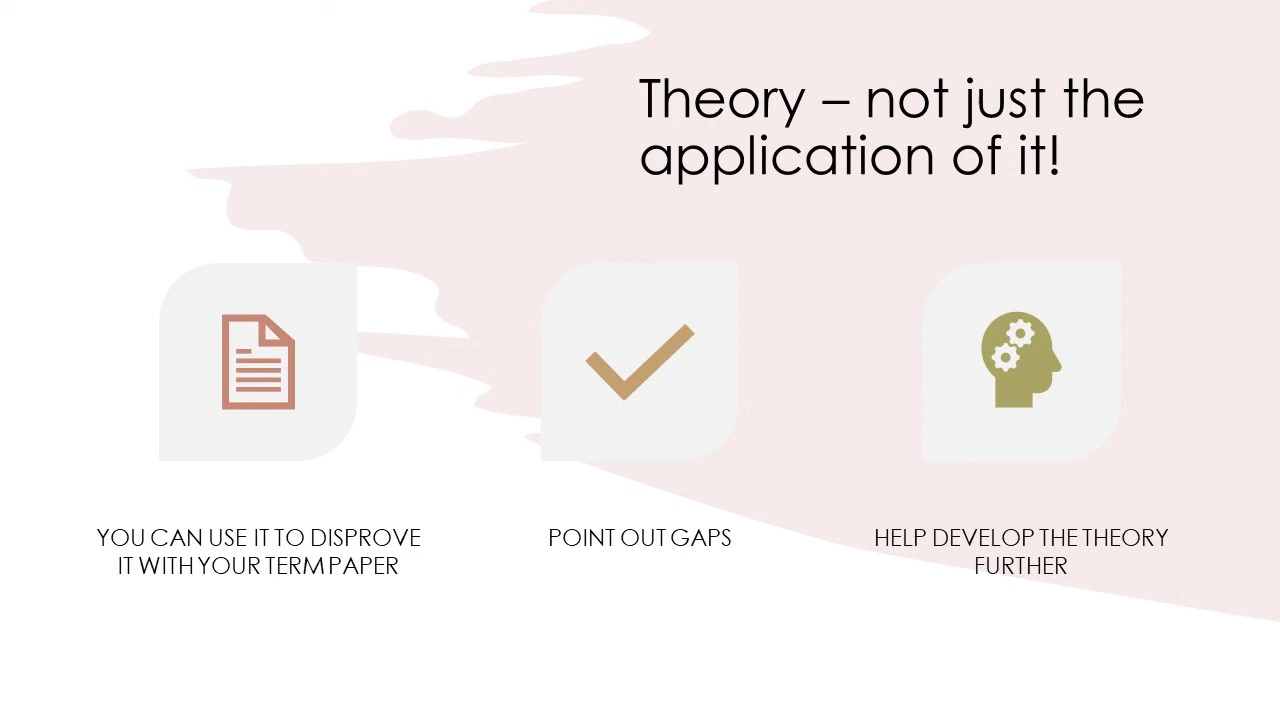 Theory – not just the
application of it!
YOU CAN USE IT TO DISPROVE
IT WITH YOUR TERM PAPER
POINT OUT GAPS
HELP DEVELOP THE THEORY
FURTHER